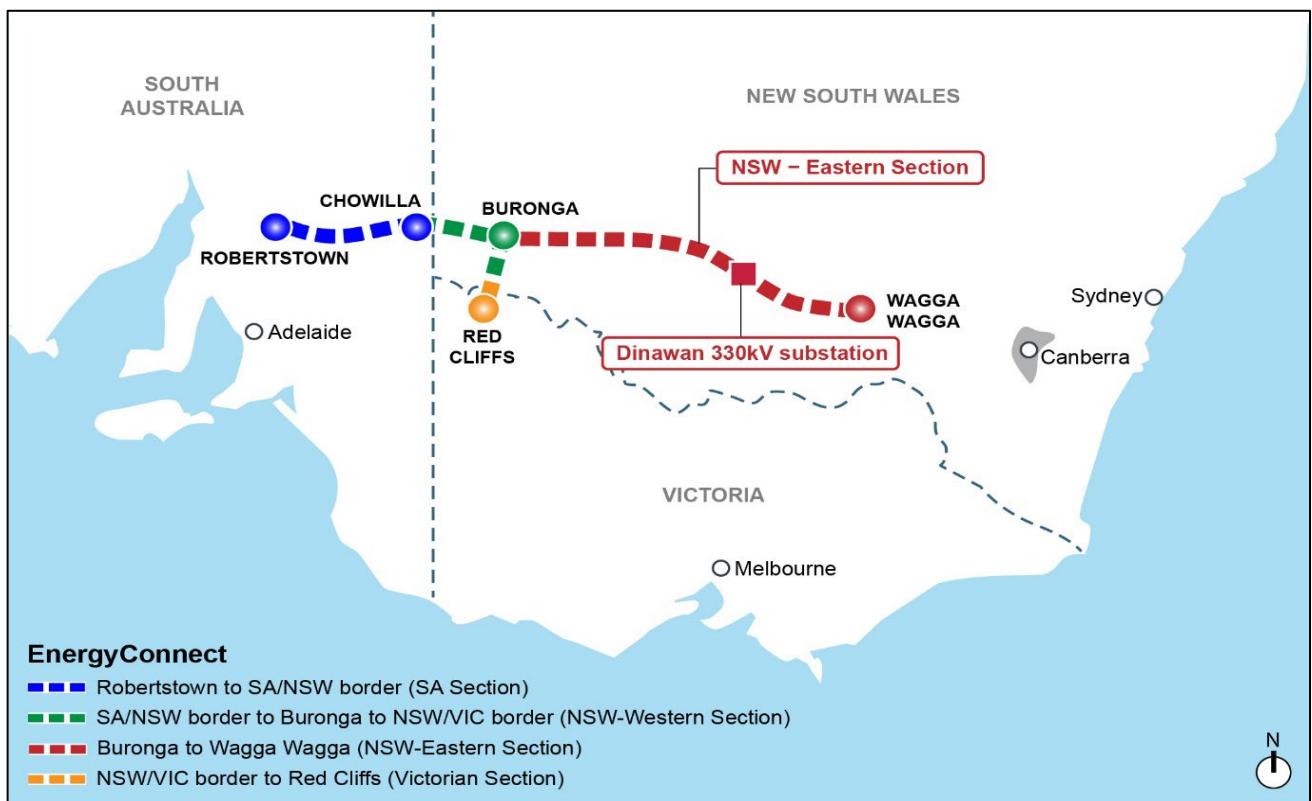 SOUTH
AUSTRALIA
NEW SOUTH WALES
NSW – Eastern Section
CHOWILLA
BURONGA
ROBERTSTOWN
WAGGA
WAGGA
Sydney
Adelaide
RED
CLIFFS
Dinawan 330kV substation
Canberra
VICTORIA
Melbourne
EnergyConnect
Robertstown to SA/NSW border (SA Section)
SA/NSW border to Buronga to NSW/VIC border (NSW-Western Section)
Buronga to Wagga Wagga (NSW-Eastern Section)
NSW/VIC border to Red Cliffs (Victorian Section)
N